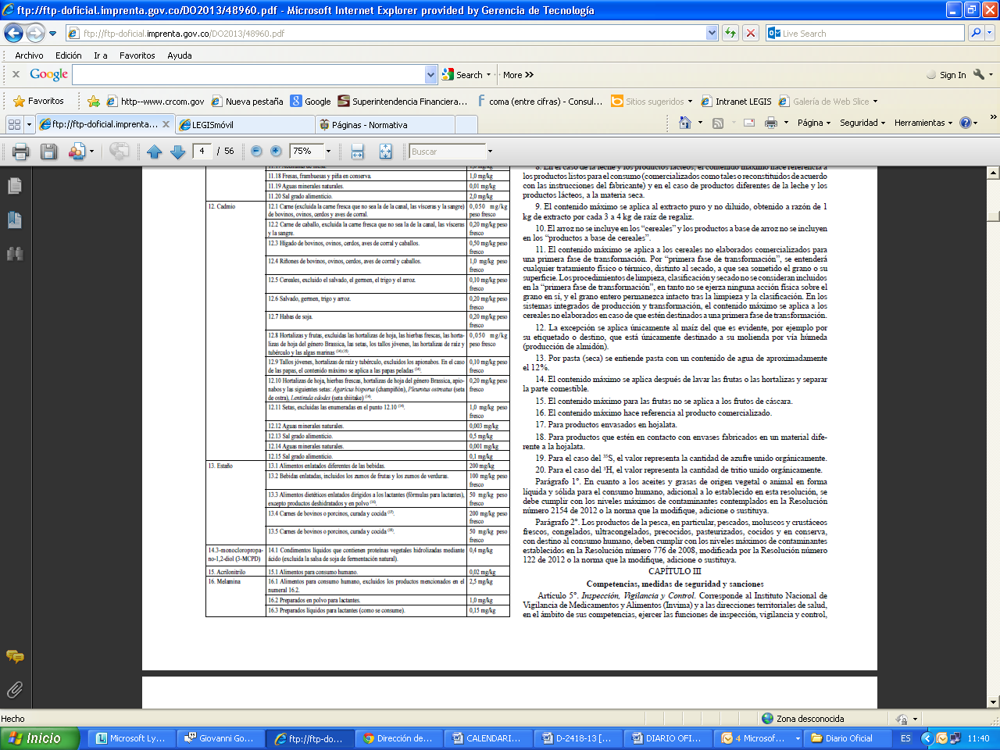 ftp://ftp-doficial.imprenta.gov.co/DO2013/48960.pdf - Microsoft Internet Explorer provided by Gerencia de Tecnología
ftp://ftp-doficial.imprenta.gov.co/DO2013/48960.pdf
Live Search
Archivo Edición Ir a Favoritos Ayuda
x Google Search More Sign In
Favoritos http--www.crcom.gov Nueva pestaña Google Superintendencia Financiera... coma (entre cifras) - Consul... Sitios sugeridos Intranet LEGIS Galería de Web Slice
ftp://ftp-doficial.imprenta... LEGISmóvil Páginas - Normativa Página Seguridad Herramientas
4 / 56 75% Buscar
1,0 mg/kg
11.18 Fresas, frambuesas y piña en conserva. 1,0 mg/kg
11.19 Aguas minerales naturales. 0,01 mg/kg
11.20 Sal grado alimenticio. 2,0 mg/kg
12. Cadmio 12.1 Carne (excluida la carne fresca que no sea la de la canal, las vísceras y la sangre) 0,050 mg/kg
de bovinos, ovinos, cerdos y aves de corral. peso fresco
12.2 Carne de caballo, excluida la carne fresca que no sea la de la canal, las vísceras 0,20 mg/kg peso
y la sangre. fresco
12.3 Hígado de bovinos, ovinos, cerdos, aves de corral y caballos. 0,50 mg/kg peso
fresco
12.4 Riñones de bovinos, ovinos, cerdos, aves de corral y caballos. 1,0 mg/kg peso
fresco
12.5 Cereales, excluido el salvado, el germen, el trigo y el arroz. 0,10 mg/kg peso
fresco
12.6 Salvado, germen, trigo y arroz. 0,20 mg/kg peso
fresco
12.7 Habas de soja. 0,20 mg/kg peso
fresco
12.8 Hortalizas y frutas, excluidas las hortalizas de hoja, las hierbas frescas, las horta- 0,050 mg/kg
lizas de hoja del género Brassica, las setas, los tallos jóvenes, las hortalizas de raíz y peso fresco
tubérculo y las algas marinas (14) (15)
12.9 Tallos jóvenes, hortalizas de raíz y tubérculo, excluidos los apionabos. En el caso 0,10 mg/kg peso
de las papas, el contenido máximo se aplica a las papas peladas (14). fresco
12.10 Hortalizas de hoja, hierbas frescas, hortalizas de hoja del género Brassica, apio- 0,20 mg/kg peso
nabos y las siguientes setas: Agaricus bisporus (champiñón), Pleurotus ostreatus (seta fresco
de ostra), Lentinula edodes (seta shiitake) (14).
12.11 Setas, excluidas las enumeradas en el punto 12.10 (14). 1,0 mg/kg peso
fresco
12.12 Aguas minerales naturales. 0,003 mg/kg
12.13 Sal grado alimenticio. 0,5 mg/kg
12.14 Aguas minerales naturales. 0,001 mg/kg
12.15 Sal grado alimenticio. 0,1 mg/kg
13. Estaño 13.1 Alimentos enlatados diferentes de las bebidas. 200 mg/kg
13.2 Bebidas enlatadas, incluidos los zumos de frutas y los zumos de verduras. 100 mg/kg peso
fresco
13.3 Alimentos dietéticos enlatados dirigidos a los lactantes (fórmulas para lactantes), 50 mg/kg peso
excepto productos deshidratados y en polvo (16). fresco
13.4 Carnes de bovinos o porcinos, curada y cocida (17). 200 mg/kg peso
fresco
13.5 Carnes de bovinos o porcinos, curada y cocida (18). 50 mg/kg peso
fresco
14.3-monocloropropa- 14.1 Condimentos líquidos que contienen proteínas vegetales hidrolizadas mediante 0,4 mg/kg
no-1,2-diol (3-MCPD) ácido (excluida la salsa de soja de fermentación natural).
15. Acrilonitrilo 15.1 Alimentos para consumo humano. 0,02 mg/kg
16. Melamina 16.1 Alimentos para consumo humano, excluidos los productos mencionados en el 2,5 mg/kg
numeral 16.2.
16.2 Preparados en polvo para lactantes. 1,0 mg/kg
16.3 Preparados líquidos para lactantes (como se consume). 0,15 mg/kg
8. En el caso de la leche y los productos lácteos, el contenido máximo hace referencia a
los productos listos para el consumo (comercializados como tales o reconstituidos de acuerdo
con las instrucciones del fabricante) y en el caso de productos diferentes de la leche y los
productos lácteos, a la materia seca.
9. El contenido máximo se aplica al extracto puro y no diluido, obtenido a razón de 1
kg de extracto por cada 3 a 4 kg de raíz de regaliz.
10. El arroz no se incluye en los “cereales” y los productos a base de arroz no se incluyen
en los “productos a base de cereales”.
11. El contenido máximo se aplica a los cereales no elaborados comercializados para
una primera fase de transformación. Por “primera fase de transformación”, se entenderá
cualquier tratamiento físico o térmico, distinto al secado, a que sea sometido el grano o su
superficie. Los procedimientos de limpieza, clasificación y secado no se consideran incluidos
en la “primera fase de transformación”, en tanto no se ejerza ninguna acción física sobre el
grano en sí, y el grano entero permanezca intacto tras la limpieza y la clasificación. En los
sistemas integrados de producción y transformación, el contenido máximo se aplica a los
cereales no elaborados en caso de que estén destinados a una primera fase de transformación.
12. La excepción se aplica únicamente al maíz del que es evidente, por ejemplo por
su etiquetado o destino, que está únicamente destinado a su molienda por vía húmeda
(producción de almidón).
13. Por pasta (seca) se entiende pasta con un contenido de agua de aproximadamente
el 12%.
14. El contenido máximo se aplica después de lavar las frutas o las hortalizas y separar
la parte comestible.
15. El contenido máximo para las frutas no se aplica a los frutos de cáscara.
16. El contenido máximo hace referencia al producto comercializado.
17. Para productos envasados en hojalata.
18. Para productos que estén en contacto con envases fabricados en un material dife-
rente a la hojalata.
19. Para el caso del 35S, el valor representa la cantidad de azufre unido orgánicamente.
20. Para el caso del 3H, el valor representa la cantidad de tritio unido orgánicamente.
Parágrafo 1°. En cuanto a los aceites y grasas de origen vegetal o animal en forma
líquida y sólida para el consumo humano, adicional a lo establecido en esta resolución, se
debe cumplir con los niveles máximos de contaminantes contemplados en la Resolución
número 2154 de 2012 o la norma que la modifique, adicione o sustituya.
Parágrafo 2°. Los productos de la pesca, en particular, pescados, moluscos y crustáceos
frescos, congelados, ultracongelados, precocidos, pasteurizados, cocidos y en conserva,
con destino al consumo humano, deben cumplir con los niveles máximos de contaminantes
establecidos en la Resolución número 776 de 2008, modificada por la Resolución número
122 de 2012 o la norma que la modifique, adicione o sustituya.
CAPÍTULO III
Competencias, medidas de seguridad y sanciones
Artículo 5°. Inspección, Vigilancia y Control. Corresponde al Instituto Nacional de
Vigilancia de Medicamentos y Alimentos (Invima) y a las direcciones territoriales de salud,
en el ámbito de sus competencias, ejercer las funciones de inspección, vigilancia y control,
Hecho Zona desconocida
Inicio Microsoft Ly... Giovanni Go... ftp://ftp-do... Dirección de... CALENDARI... D-2418-13 [... DIARIO OFI... 4 Microsof... Diario Oficial ES 11:40